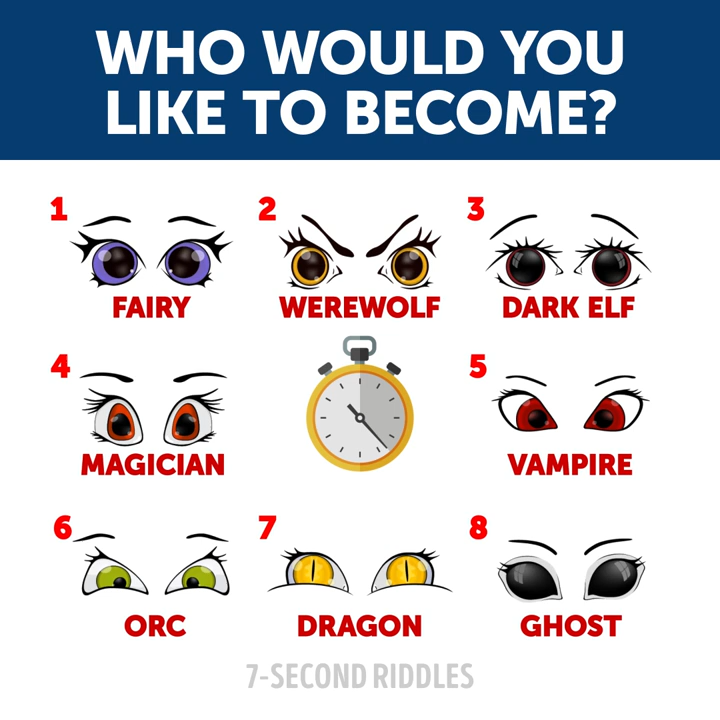 WHO WOULD YOU
LIKE TO BECOME?
1
FAIRY
2
WEREWOLF
3
DARK ELF
4
MAGICIAN
5
VAMPIRE
6
ORC
7
DRAGON
8
GHOST
7-SECOND RIDDLES